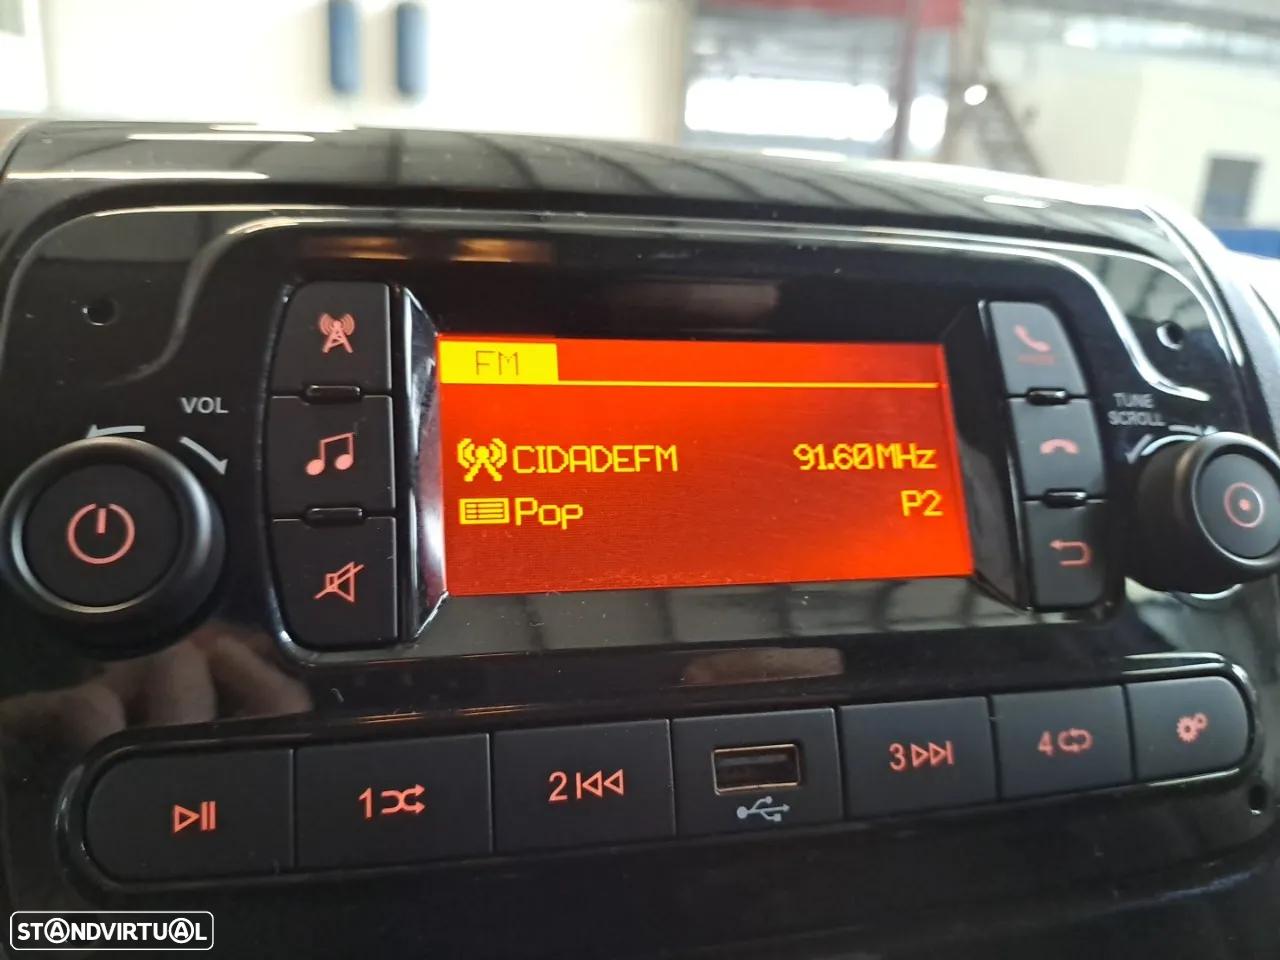 VOL
FM
CIDADEFM 91.60MHz
Pop P2
TUNE
SCROLL
1
2
3
4
STANDVIRTUAL